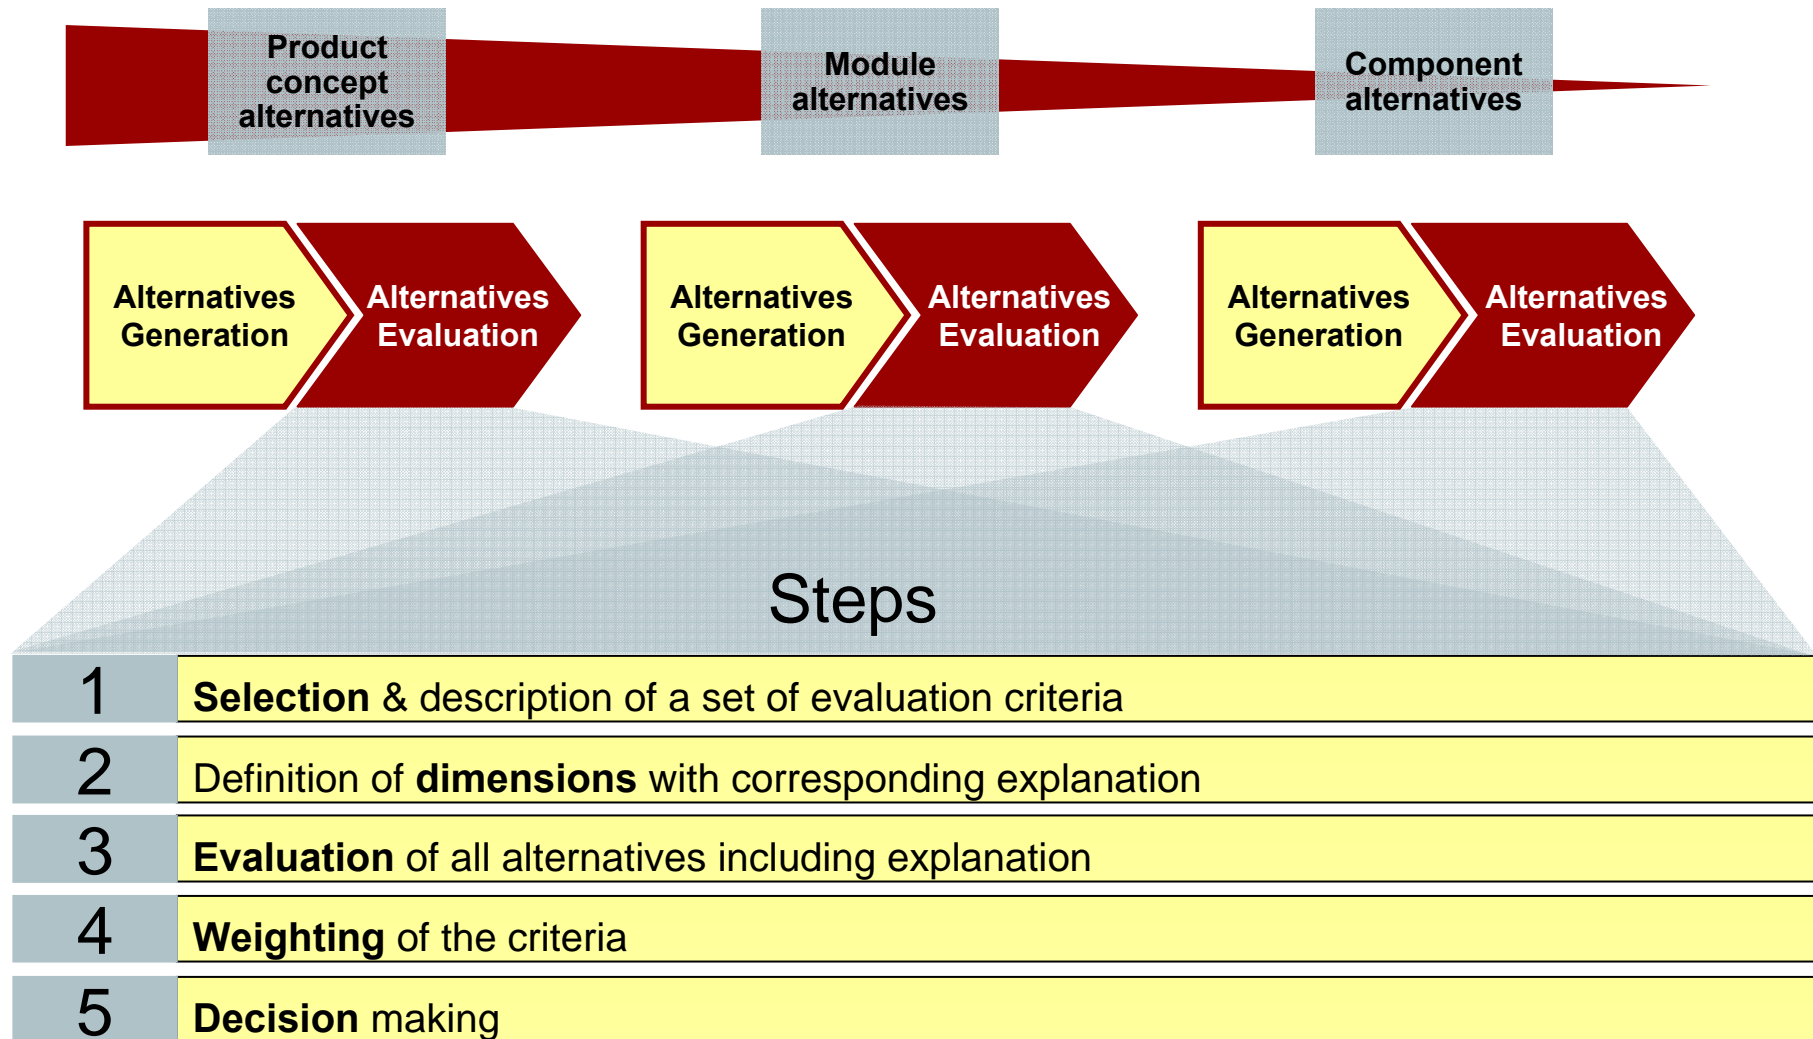 Product
concept
alternatives
Module
alternatives
Component
alternatives
Alternatives
Generation
Alternatives
Evaluation
Alternatives
Generation
Alternatives
Evaluation
Alternatives
Generation
Alternatives
Evaluation
Steps
1 Selection & description of a set of evaluation criteria
2 Definition of dimensions with corresponding explanation
3 Evaluation of all alternatives including explanation
4 Weighting of the criteria
5 Decision making